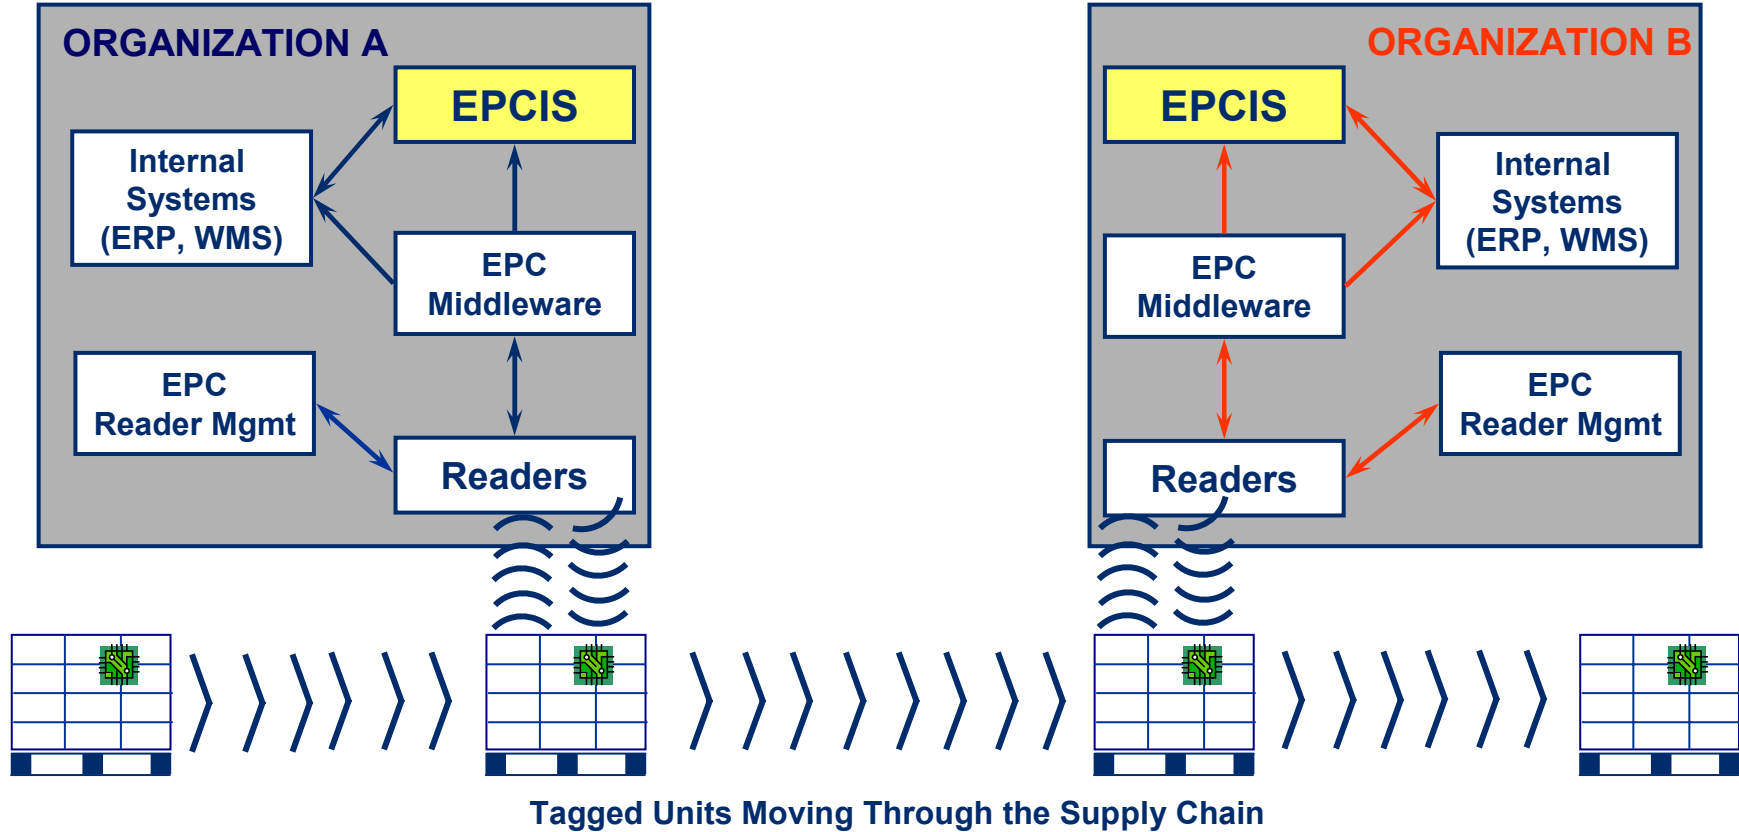 ORGANIZATION A
EPCIS
Internal
Systems
(ERP, WMS)
EPC
Middleware
EPC
Reader Mgmt
Readers
ORGANIZATION B
EPCIS
Internal
Systems
(ERP, WMS)
EPC
Middleware
EPC
Reader Mgmt
Readers
Tagged Units Moving Through the Supply Chain